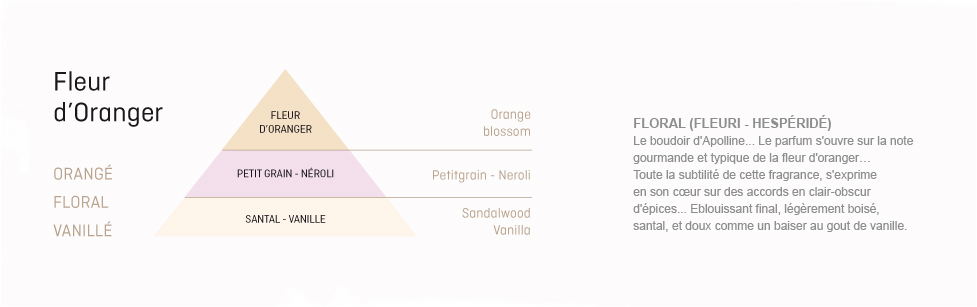 Fleur
d'Oranger
ORANGÉ
FLORAL
VANILLÉ
FLEUR
D'ORANGER
PETIT GRAIN - NÉROLI
SANTAL - VANILLE
Orange
blossom
Petitgrain - Neroli
Sandalwood
Vanilla
FLORAL (FLEURI - HESPÉRIDÉ)
Le boudoir d'Apolline... Le parfum s'ouvre sur la note
gourmande et typique de la fleur d'oranger…
Toute la subtilité de cette fragrance, s'exprime
en son cœur sur des accords en clair-obscur
d'épices... Eblouissant final, légèrement boisé,
santal, et doux comme un baiser au gout de vanille.